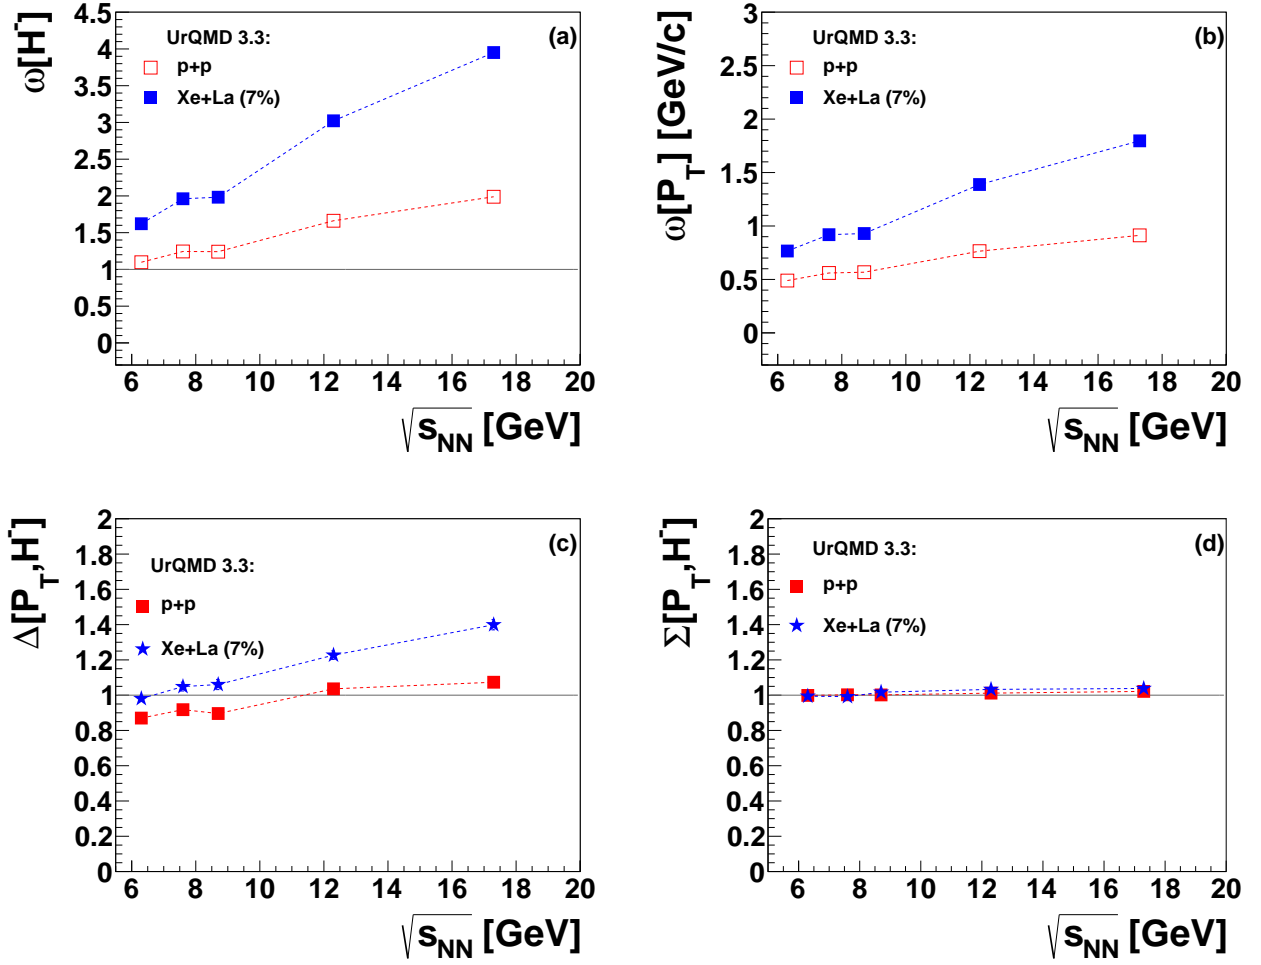 ω[H⁻]
4.5
4
3.5
3
2.5
2
1.5
1
0.5
0
UrQMD 3.3:
p+p
Xe+La (7%)
(a)
6 8 10 12 14 16 18 20
√sNN [GeV]
ω[PT] [GeV/c]
3
2.5
2
1.5
1
0.5
0
UrQMD 3.3:
p+p
Xe+La (7%)
(b)
6 8 10 12 14 16 18 20
√sNN [GeV]
Δ[PT,H⁻]
2
1.8
1.6
1.4
1.2
1
0.8
0.6
0.4
0.2
0
UrQMD 3.3:
p+p
Xe+La (7%)
(c)
6 8 10 12 14 16 18 20
√sNN [GeV]
Σ[PT,H⁻]
2
1.8
1.6
1.4
1.2
1
0.8
0.6
0.4
0.2
0
UrQMD 3.3:
p+p
Xe+La (7%)
(d)
6 8 10 12 14 16 18 20
√sNN [GeV]